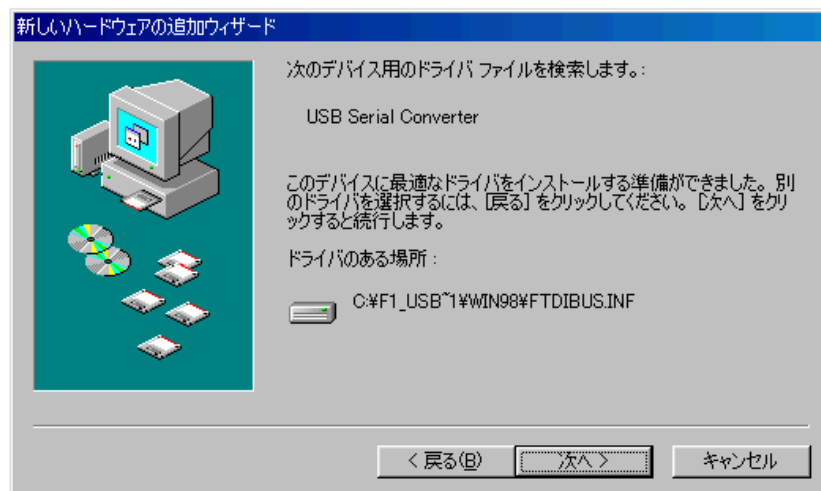 新しいハードウェアの追加ウィザード
次のデバイス用のドライバ ファイルを検索します。:
USB Serial Converter
このデバイスに最適なドライバをインストールする準備ができました。別
のドライバを選択するには、[戻る] をクリックしてください。[次へ] をクリ
ックすると続行します。
ドライバのある場所 :
C:¥F1_USB~1¥WIN98¥FTDIBUS.INF
< 戻る(B)
次へ >
キャンセル